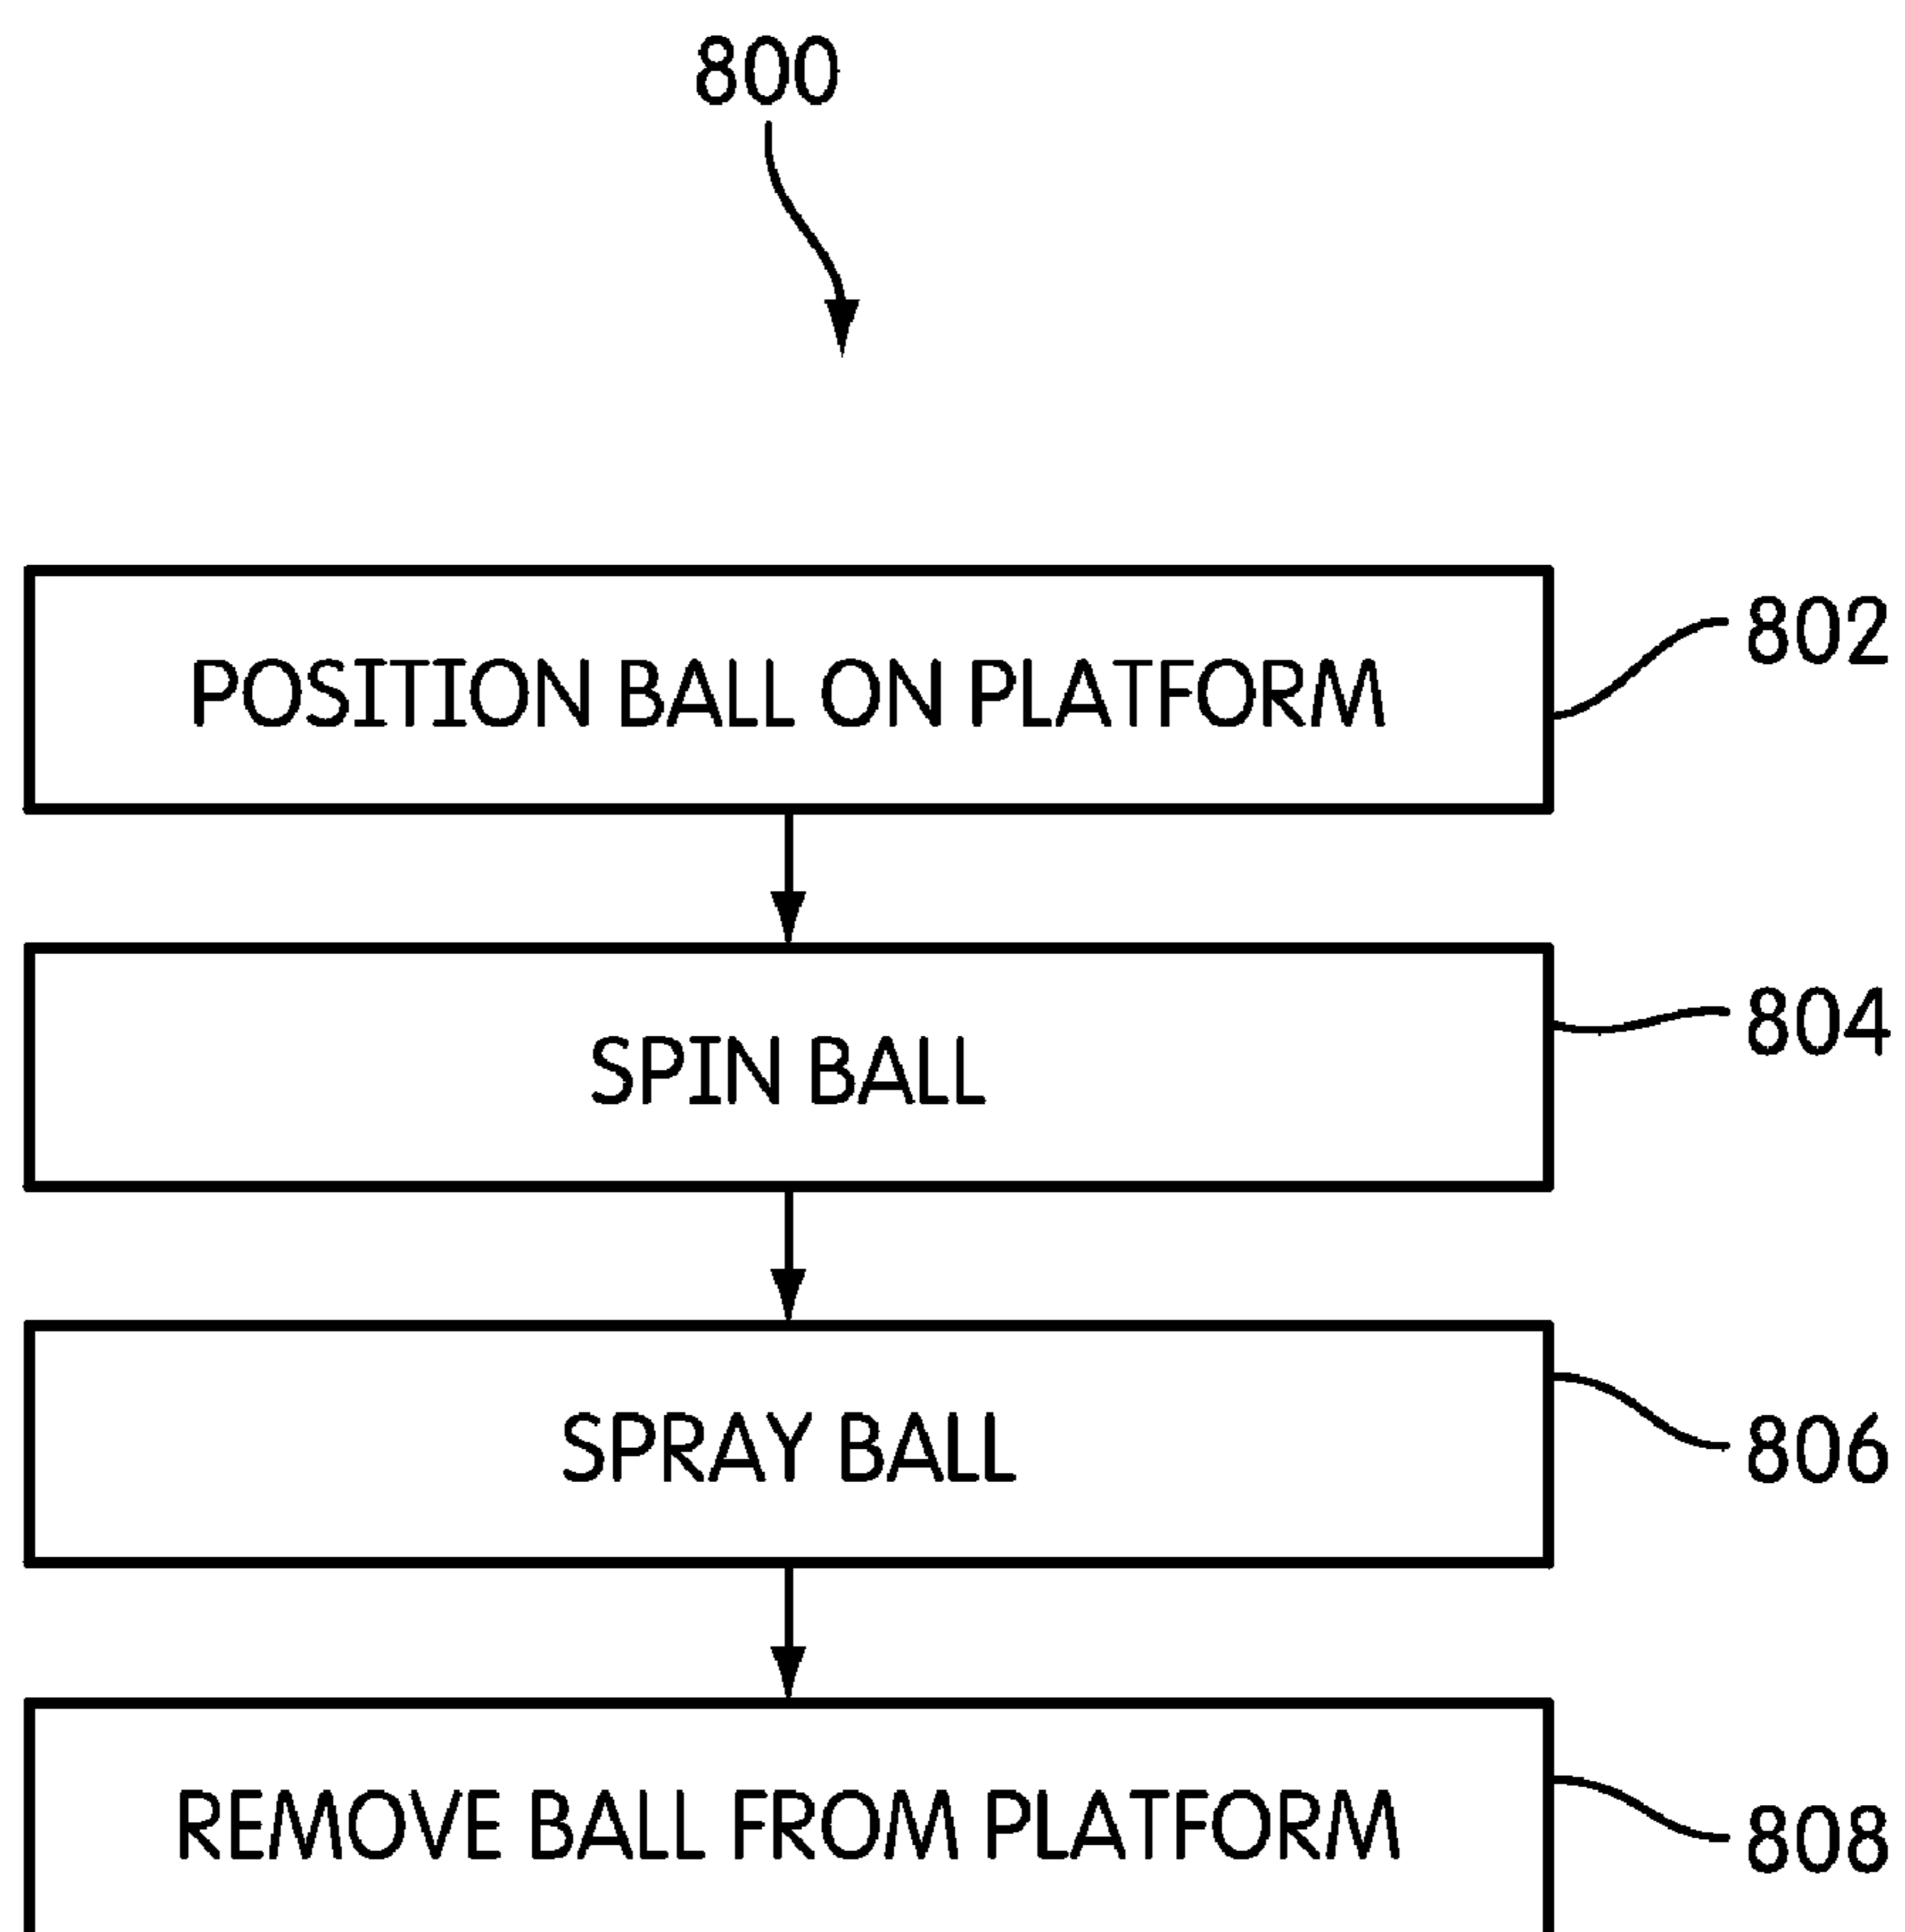 800
POSITION BALL ON PLATFORM
802
SPIN BALL
804
SPRAY BALL
806
REMOVE BALL FROM PLATFORM
808